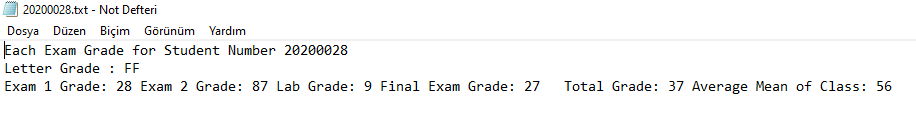 20200028.txt - Not Defteri
Dosya Düzen Biçim Görünüm Yardım
Each Exam Grade for Student Number 20200028
Letter Grade : FF
Exam 1 Grade: 28 Exam 2 Grade: 87 Lab Grade: 9 Final Exam Grade: 27   Total Grade: 37 Average Mean of Class: 56